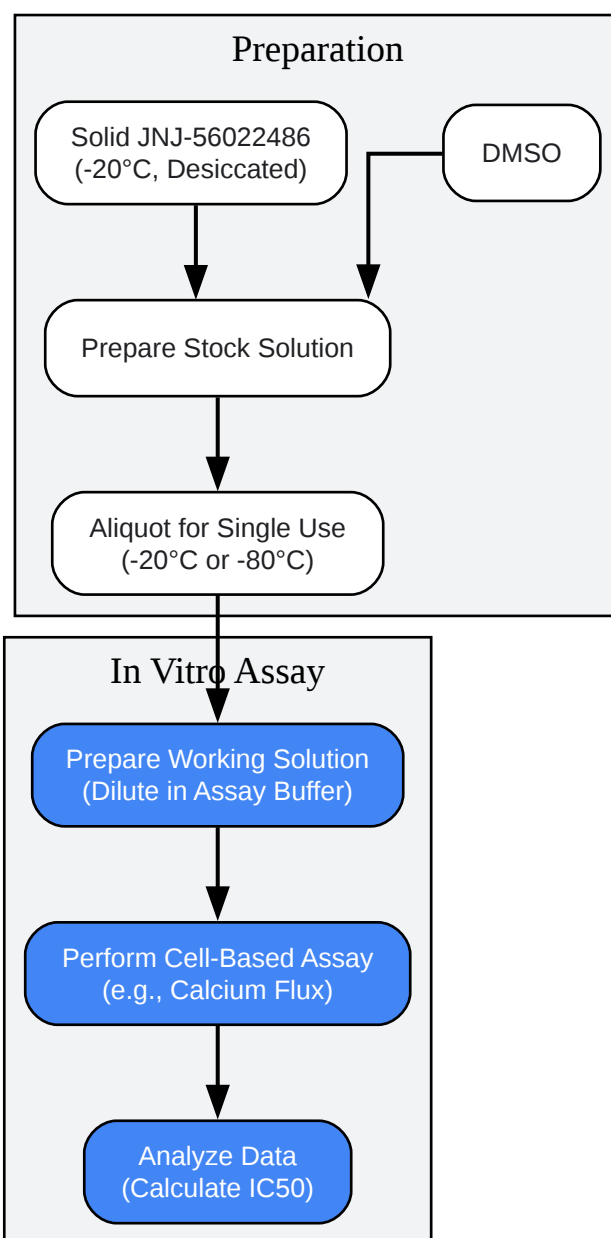 Preparation
Solid JNJ-56022486
(-20°C, Desiccated)
DMSO
Prepare Stock Solution
Aliquot for Single Use
(-20°C or -80°C)
In Vitro Assay
Prepare Working Solution
(Dilute in Assay Buffer)
Perform Cell-Based Assay
(e.g., Calcium Flux)
Analyze Data
(Calculate IC50)